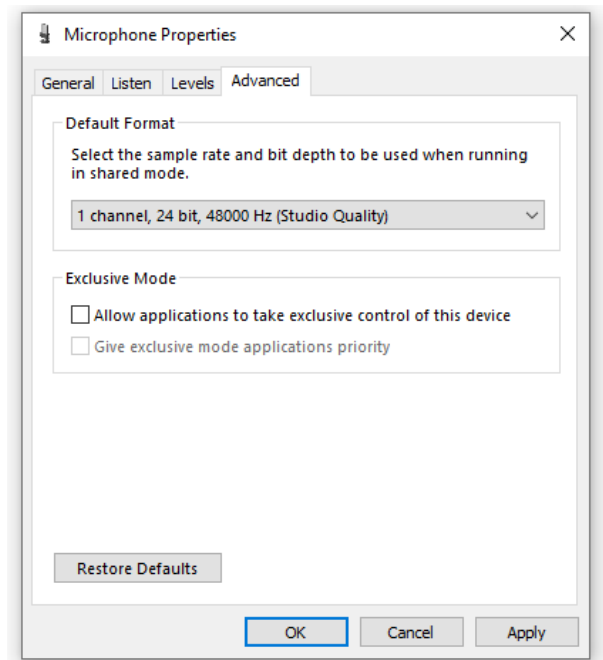 Microphone Properties
General Listen Levels Advanced
Default Format
Select the sample rate and bit depth to be used when running
in shared mode.
1 channel, 24 bit, 48000 Hz (Studio Quality)
Exclusive Mode
Allow applications to take exclusive control of this device
Give exclusive mode applications priority
Restore Defaults
OK Cancel Apply